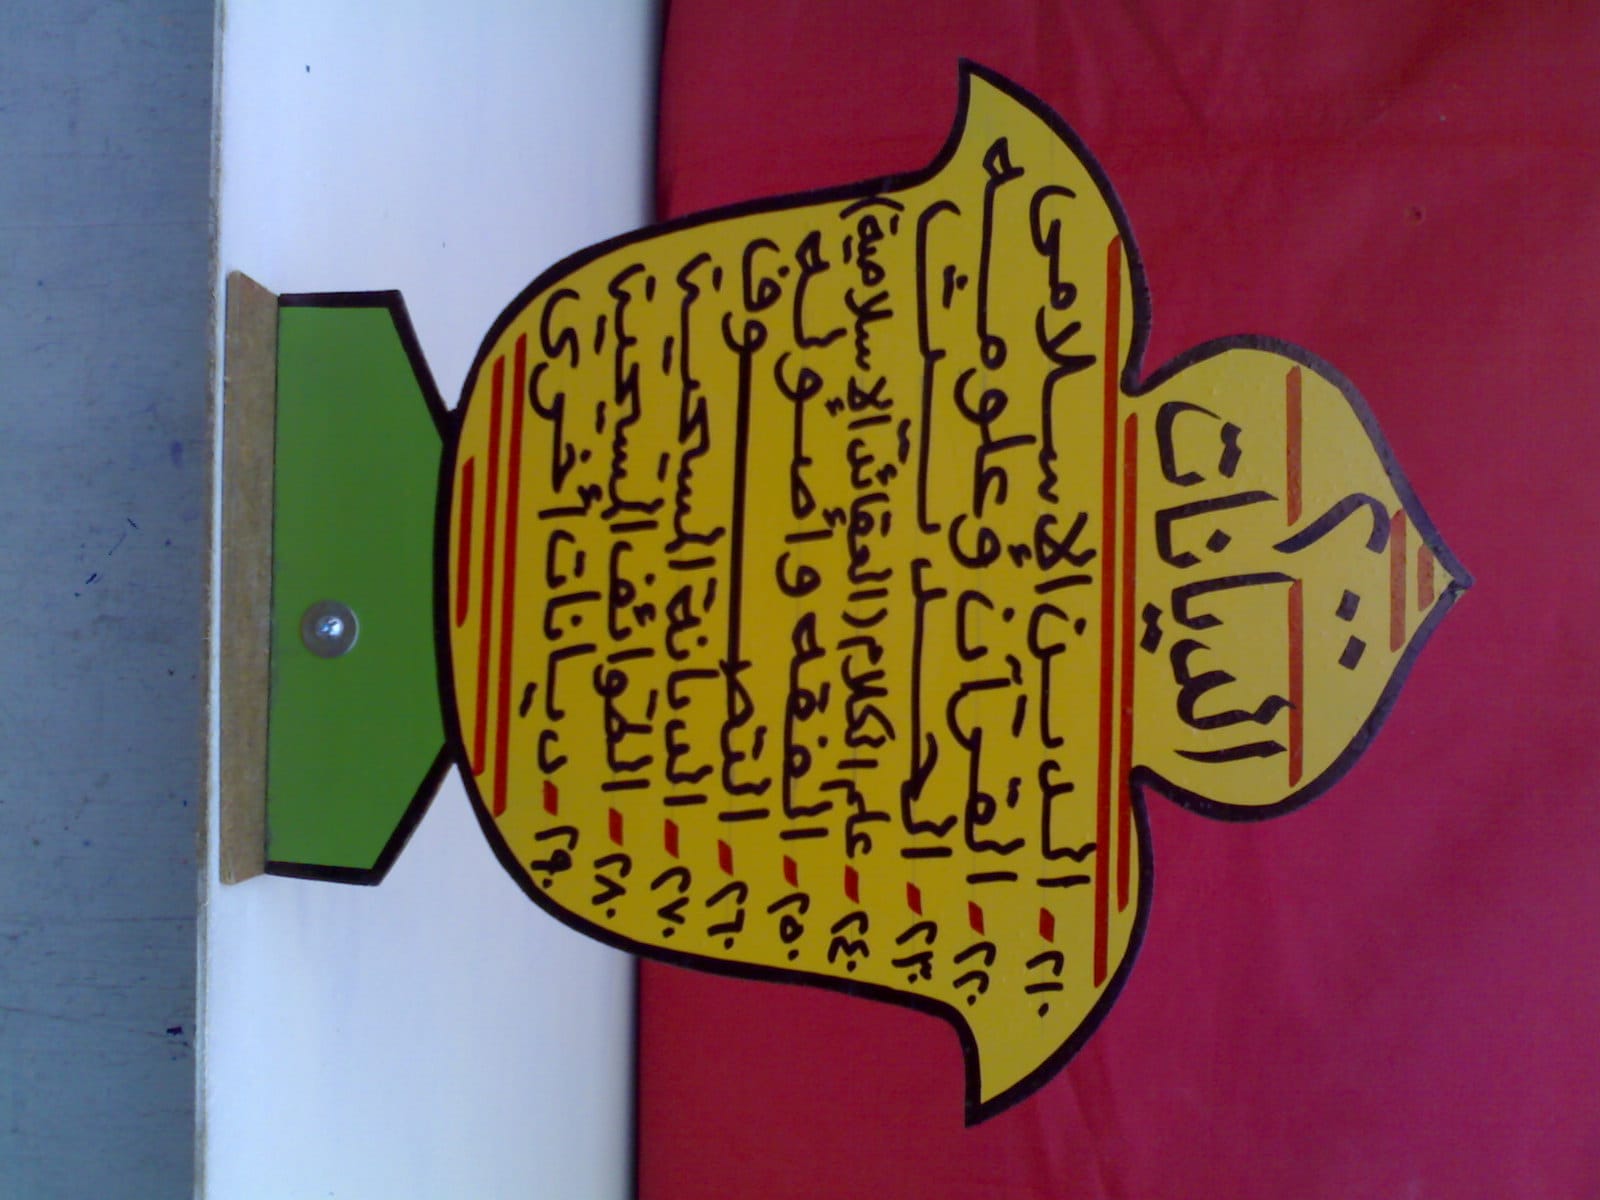 ٢٠٠
الديانات
٢١٠ - الدين الإسلامى
٢٢٠ - القرآن وعلومه
٢٣٠ - الحديث
٢٤٠ - علم الكلام (العقائد الإسلامية)
٢٥٠ - الفقه وأصوله
٢٦٠ - التصوف
٢٧٠ - الديانة المسيحية
٢٨٠ - الطوائف المسيحية
٢٩٠ - ديانات أخرى